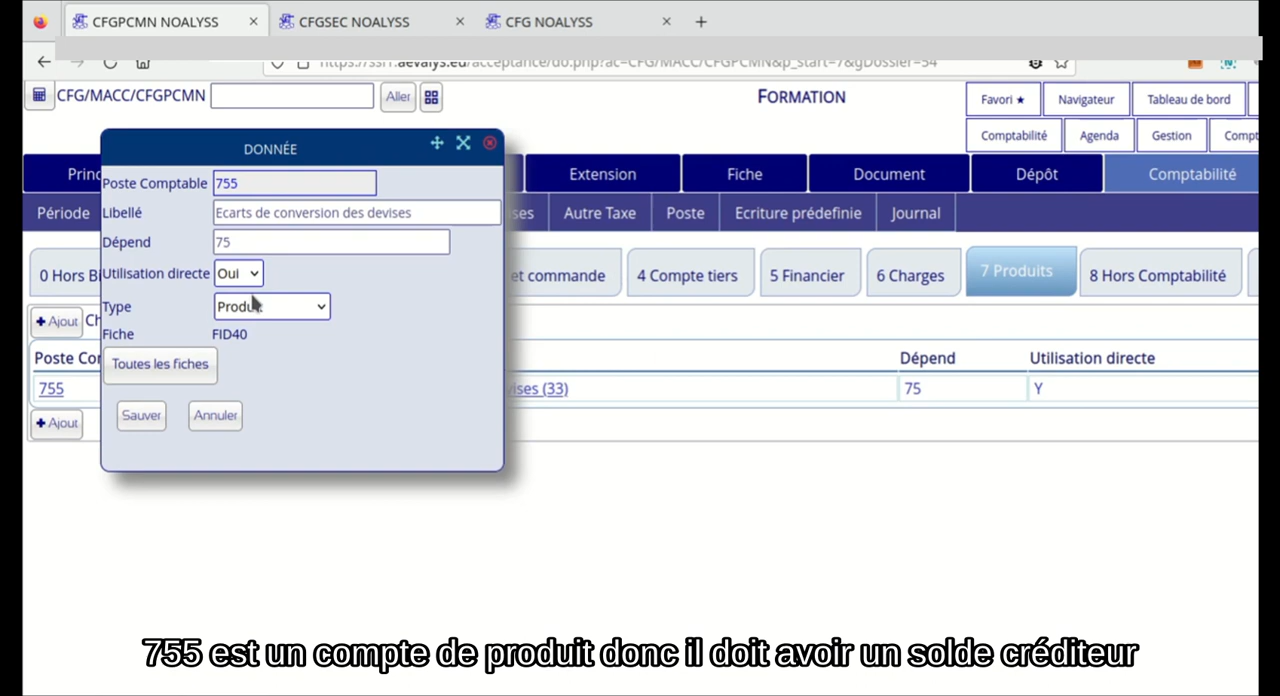 CFGPCMN NOALYSS
CFGSEC NOALYSS
CFG NOALYSS
CFG/MACC/CFGPCMN
Aller
FORMATION
Favori ★
Navigateur
Tableau de bord
Comptabilité
Agenda
Gestion
Extension
Fiche
Document
Dépôt
Comptabilité
Période
Autre Taxe
Poste
Ecriture prédefinie
Journal
et commande
4 Compte tiers
5 Financier
6 Charges
7 Produits
8 Hors Comptabilité
DONNÉE
Poste Comptable 755
Libellé Ecarts de conversion des devises
Dépend 75
Utilisation directe Oui
Type
Fiche FID40
Toutes les fiches
Sauver Annuler
+ Ajout
Dépend Utilisation directe
755 (33) 75 Y
+ Ajout
755 est un compte de produit donc il doit avoir un solde créditeur